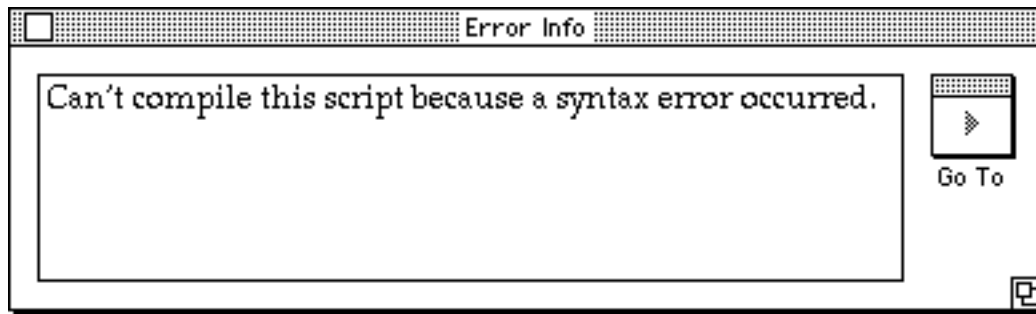 Error Info
Can't compile this script because a syntax error occurred.
Go To